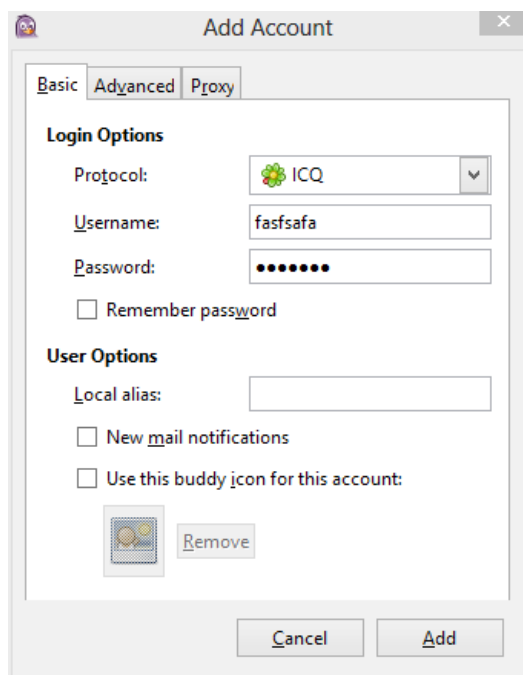 Add Account
Basic Advanced Proxy
Login Options
Protocol: ICQ
Username: fasfsafa
Password: ●●●●●●●
Remember password
User Options
Local alias:
New mail notifications
Use this buddy icon for this account:
Remove
Cancel Add